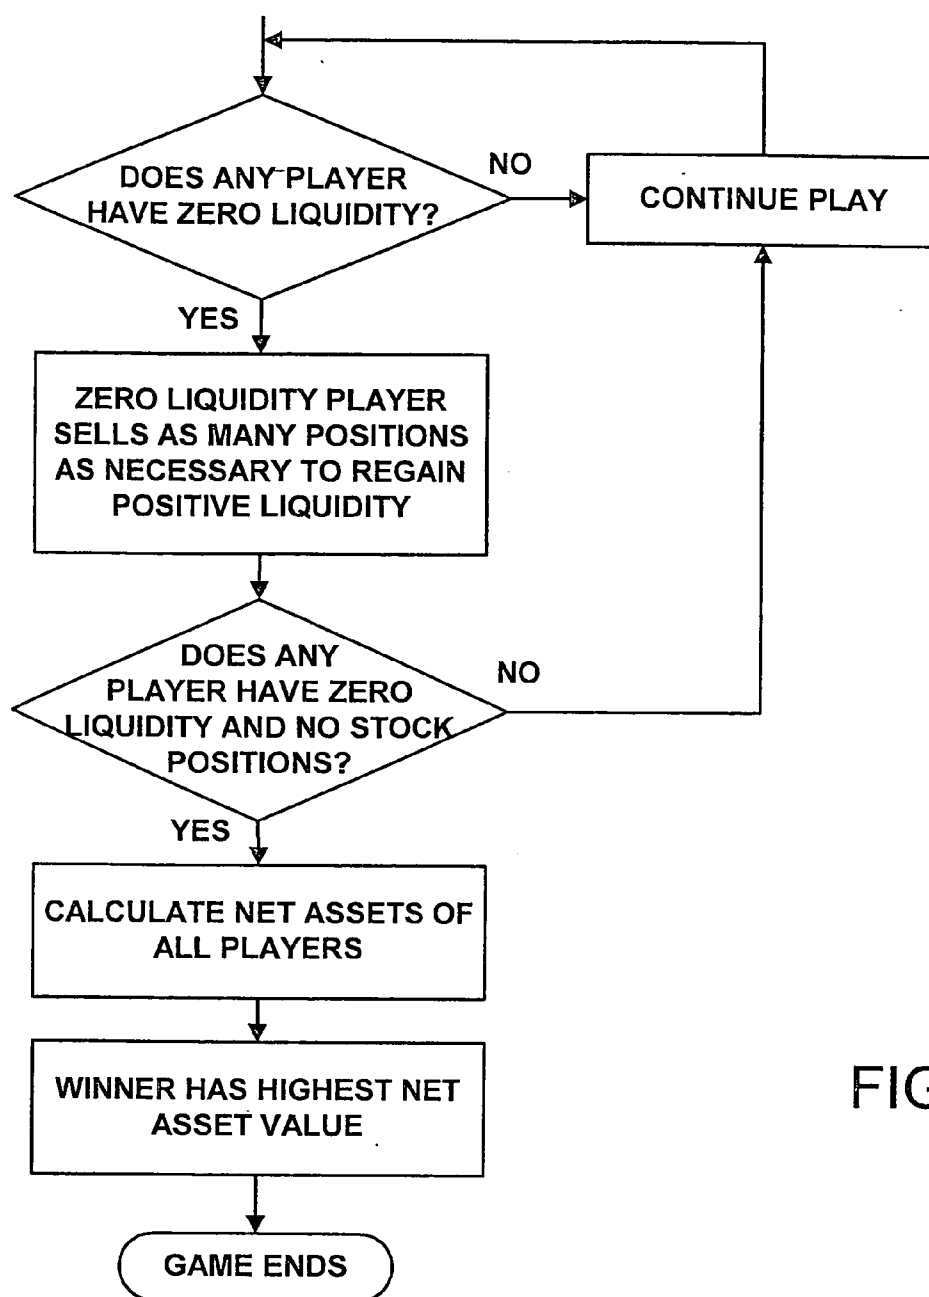 DOES ANY PLAYER
HAVE ZERO LIQUIDITY?
NO
CONTINUE PLAY
YES
ZERO LIQUIDITY PLAYER
SELLS AS MANY POSITIONS
AS NECESSARY TO REGAIN
POSITIVE LIQUIDITY
DOES ANY
PLAYER HAVE ZERO
LIQUIDITY AND NO STOCK
POSITIONS?
NO
YES
CALCULATE NET ASSETS OF
ALL PLAYERS
WINNER HAS HIGHEST NET
ASSET VALUE
FIG
GAME ENDS